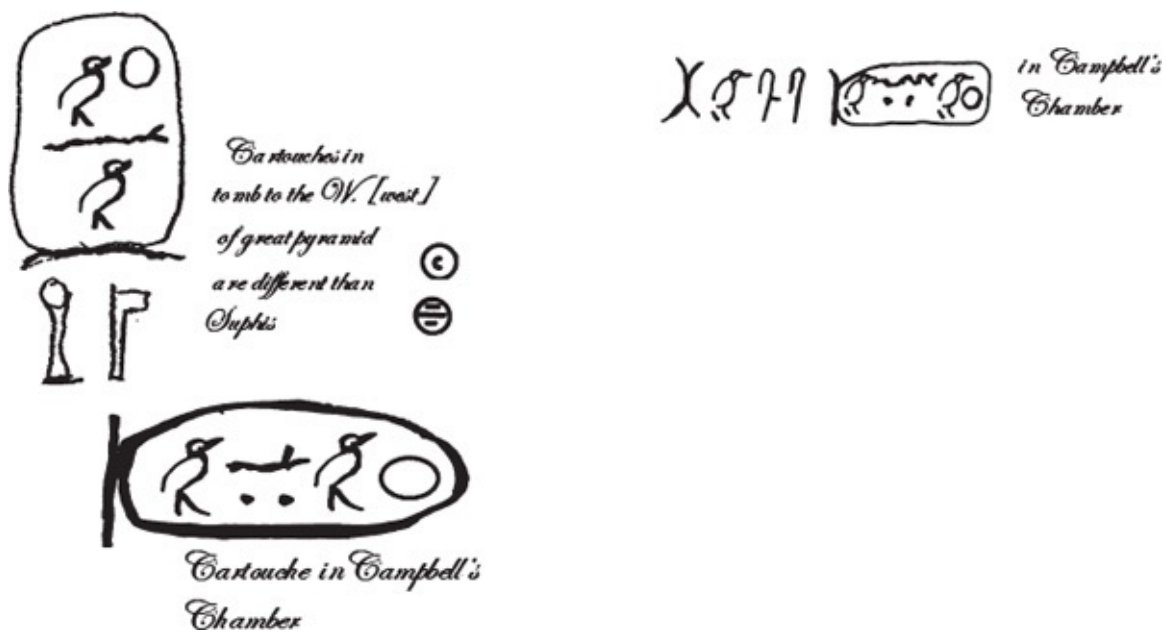 Cartouches in
tomb to the W. [west]
of great pyramid
are different than
Suphis
Cartouche in Campbell's
Chamber
in Campbell's
Chamber